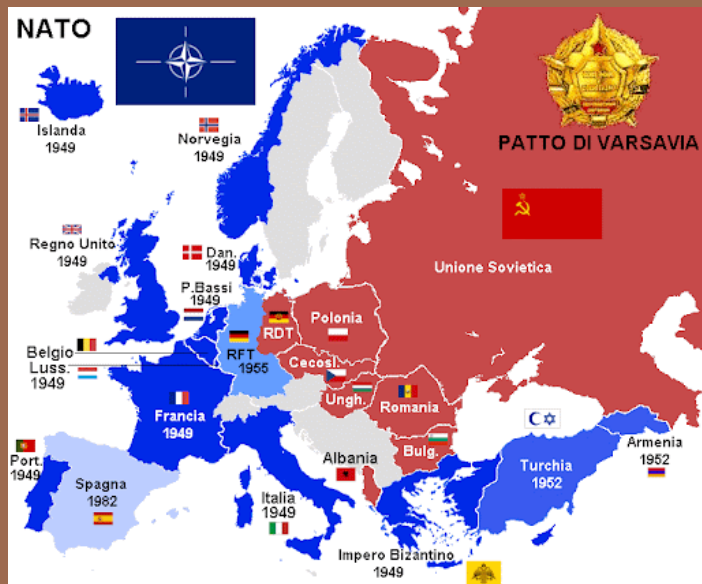 NATO
PATTO DI VARSAVIA
Islanda
1949
Norvegia
1949
Regno Unito
1949
Dan.
1949
P.Bassi
1949
Unione Sovietica
RDT
Polonia
RFT
1955
Belgio
Luss.
1949
Cecosl.
Ungh.
Romania
Francia
1949
Bulg.
Albania
Armenia
1952
Port.
1949
Spagna
1982
Italia
1949
Turchia
1952
Impero Bizantino
1949